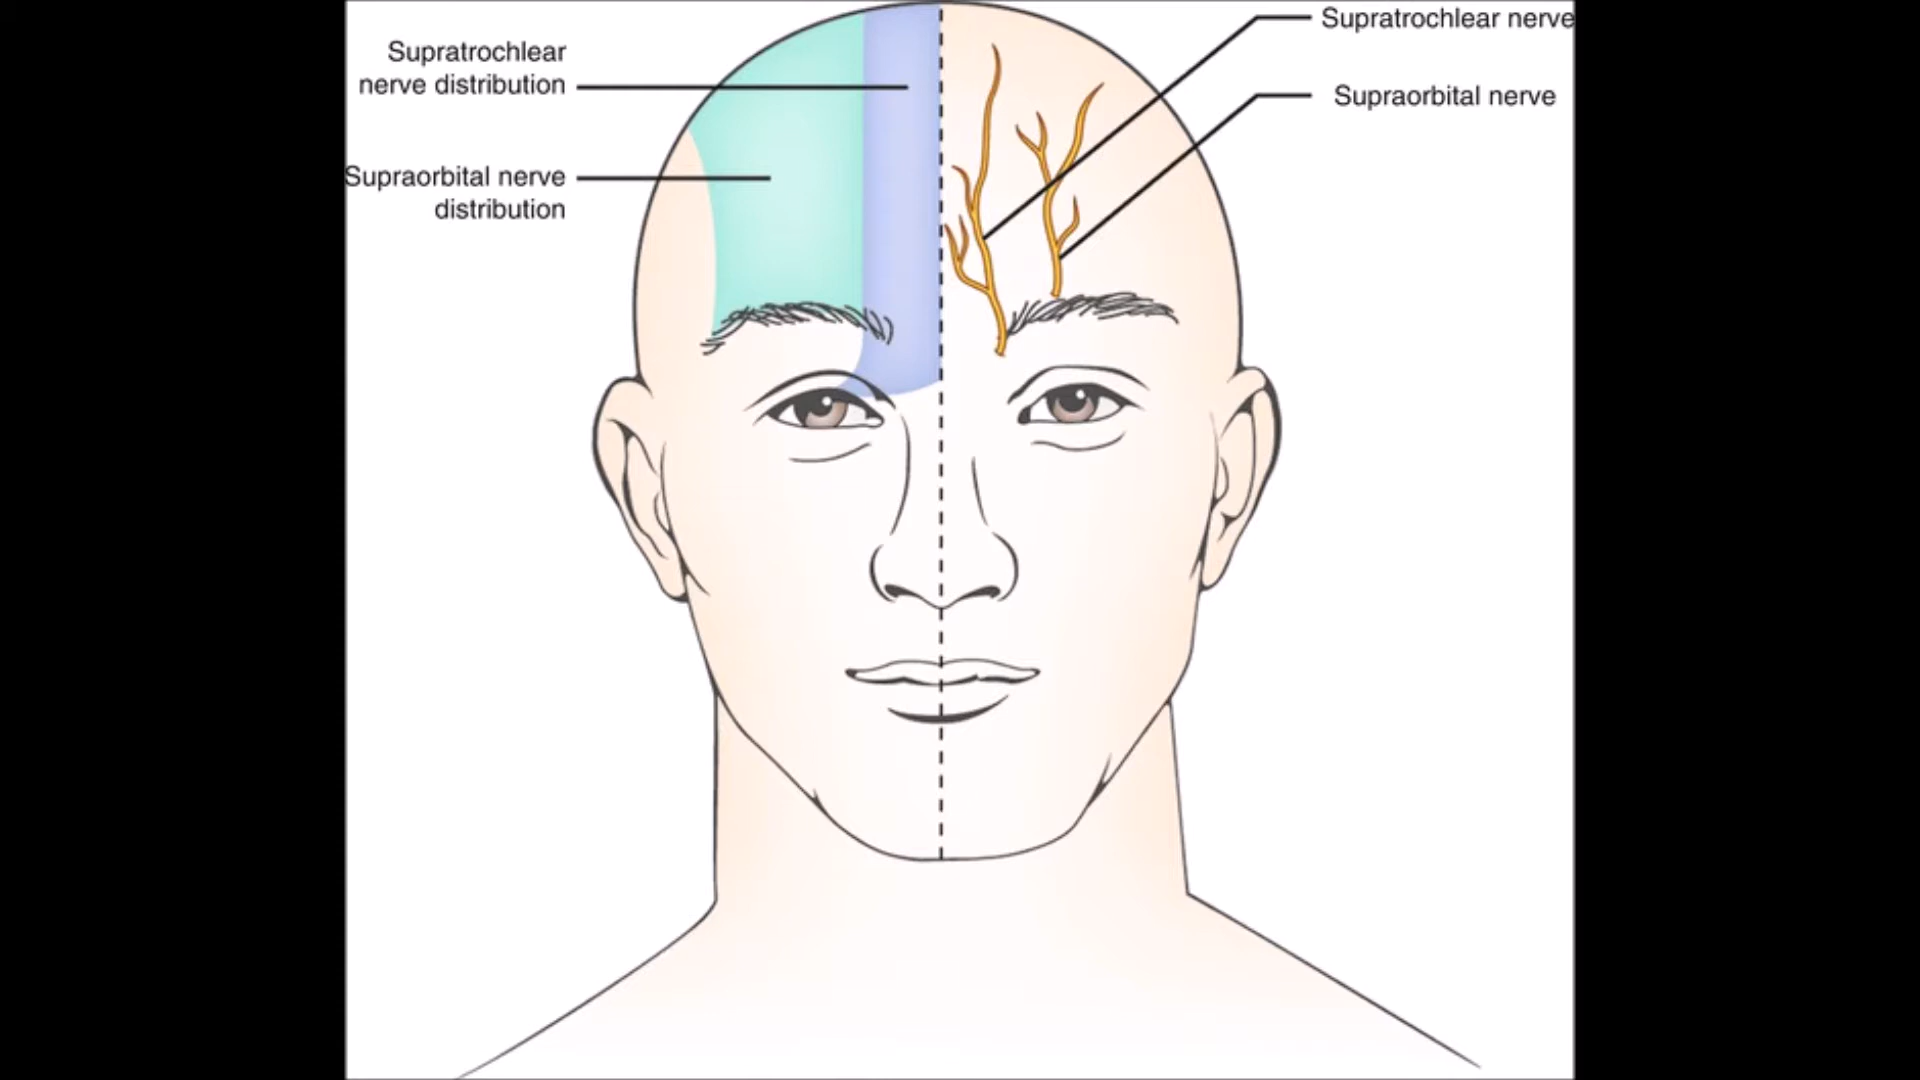 Supratrochlear
nerve distribution
Supraorbital nerve
distribution
Supratrochlear nerve
Supraorbital nerve